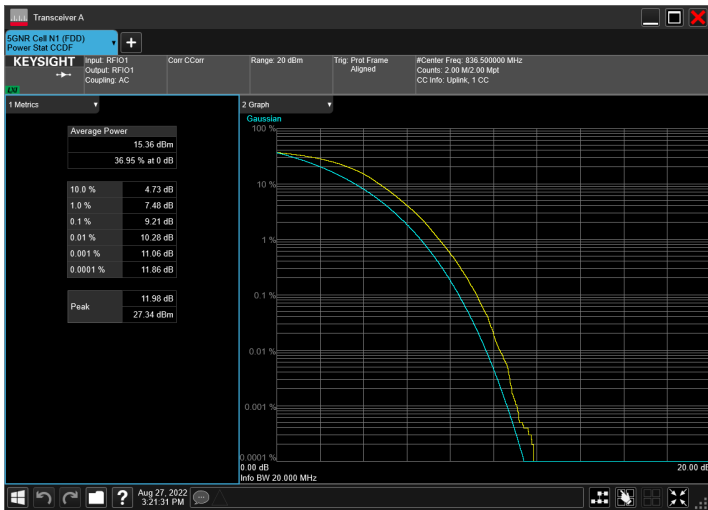 Transceiver A
5GNR Cell N1 (FDD)
Power Stat CCDF
KEYSIGHT
LXI
Input: RFIO1
Output: RFIO1
Coupling: AC
Corr CCorr
Range: 20 dBm
Trig: Prot Frame
Aligned
#Center Freq: 836.500000 MHz
Counts: 2.00 M/2.00 Mpt
CC Info: Uplink, 1 CC
1 Metrics
Average Power
15.36 dBm
36.95 % at 0 dB
10.0 % 4.73 dB
1.0 % 7.48 dB
0.1 % 9.21 dB
0.01 % 10.28 dB
0.001 % 11.06 dB
0.0001 % 11.86 dB
Peak
11.98 dB
27.34 dBm
2 Graph
Gaussian
100 %
10 %
1 %
0.1 %
0.01 %
0.001 %
0.0001 %
0.00 dB
20.00 dB
Info BW 20.000 MHz
Aug 27, 2022
3:21:31 PM